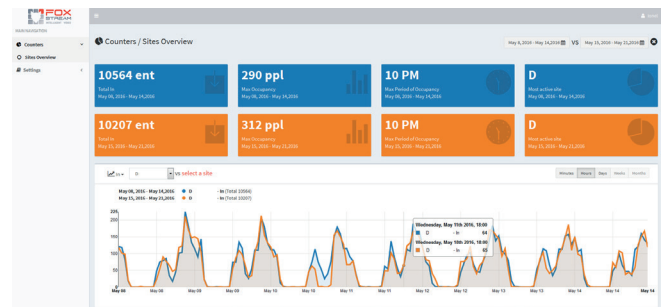 FOX
STREAM
Counters
Sites Overview
Settings
Counters / Sites Overview
May 8, 2016 - May 14,2016 VS May 15, 2016 - May 21,2016
10564 ent
Total In
May 08, 2016 - May 14,2016
290 ppl
Max Occupancy
May 08, 2016 - May 14,2016
10 PM
Max Period of Occupancy
May 08, 2016 - May 14,2016
D
Most active site
May 08, 2016 - May 14,2016
10207 ent
Total In
May 15, 2016 - May 21,2016
312 ppl
Max Occupancy
May 15, 2016 - May 21,2016
10 PM
Max Period of Occupancy
May 15, 2016 - May 21,2016
D
Most active site
May 15, 2016 - May 21,2016
In D vs select a site
Minutes Hours Days Weeks Months
May 08, 2016 - May 14,2016 D - In (Total 10564)
May 15, 2016 - May 21,2016 D - In (Total 10207)
Wednesday, May 11th 2016, 18:00
D - In 64
Wednesday, May 18th 2016, 18:00
D - In 65
224
200
150
100
50
0
May 08 May 08 May 09 May 09 May 10 May 10 May 11 May 11 May 12 May 12 May 13 May 13 May 14 May 14 May 14